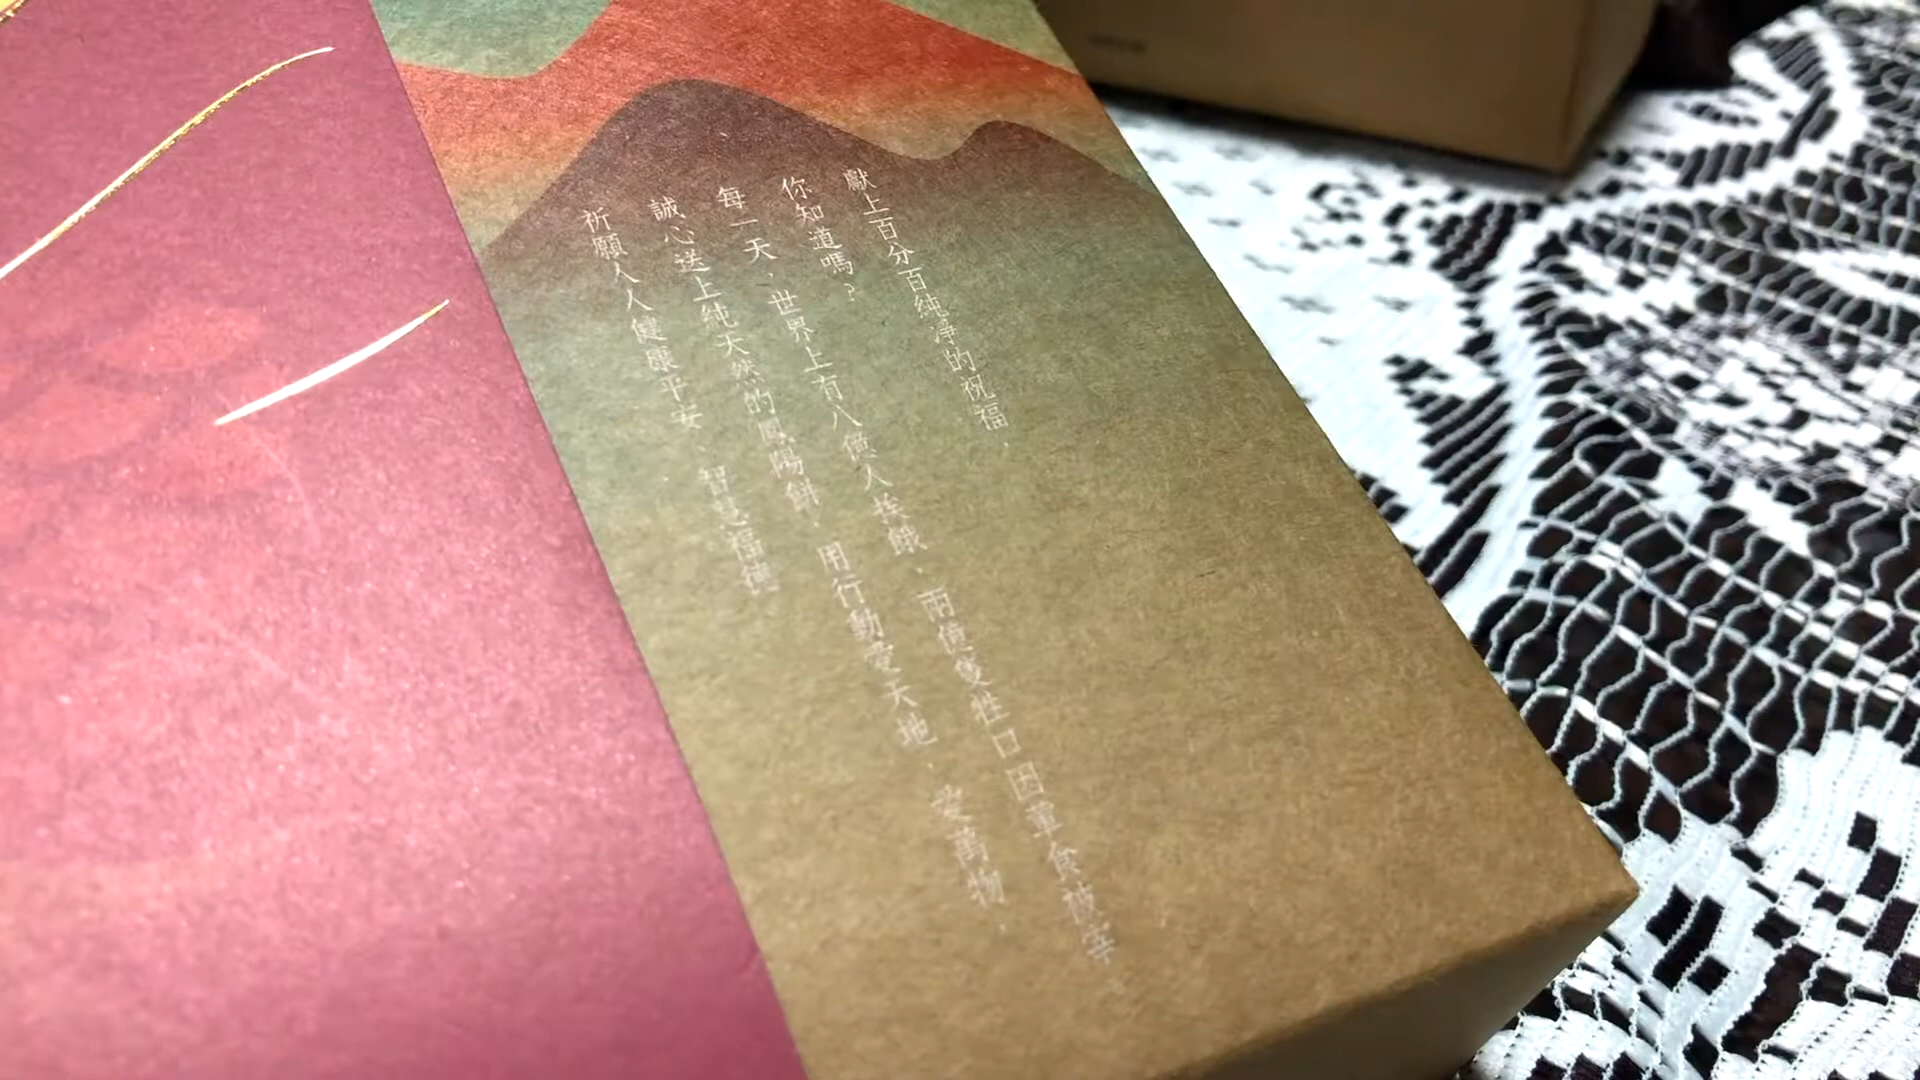 獻上百分百純淨的祝福，
你知道嗎？
每一天，世界上有八億人挨餓，兩億隻牲口因葷食被宰。
誠心送上純天然的鳳陽餅，用行動愛天地，愛萬物，
祈願人人健康平安、智慧福德